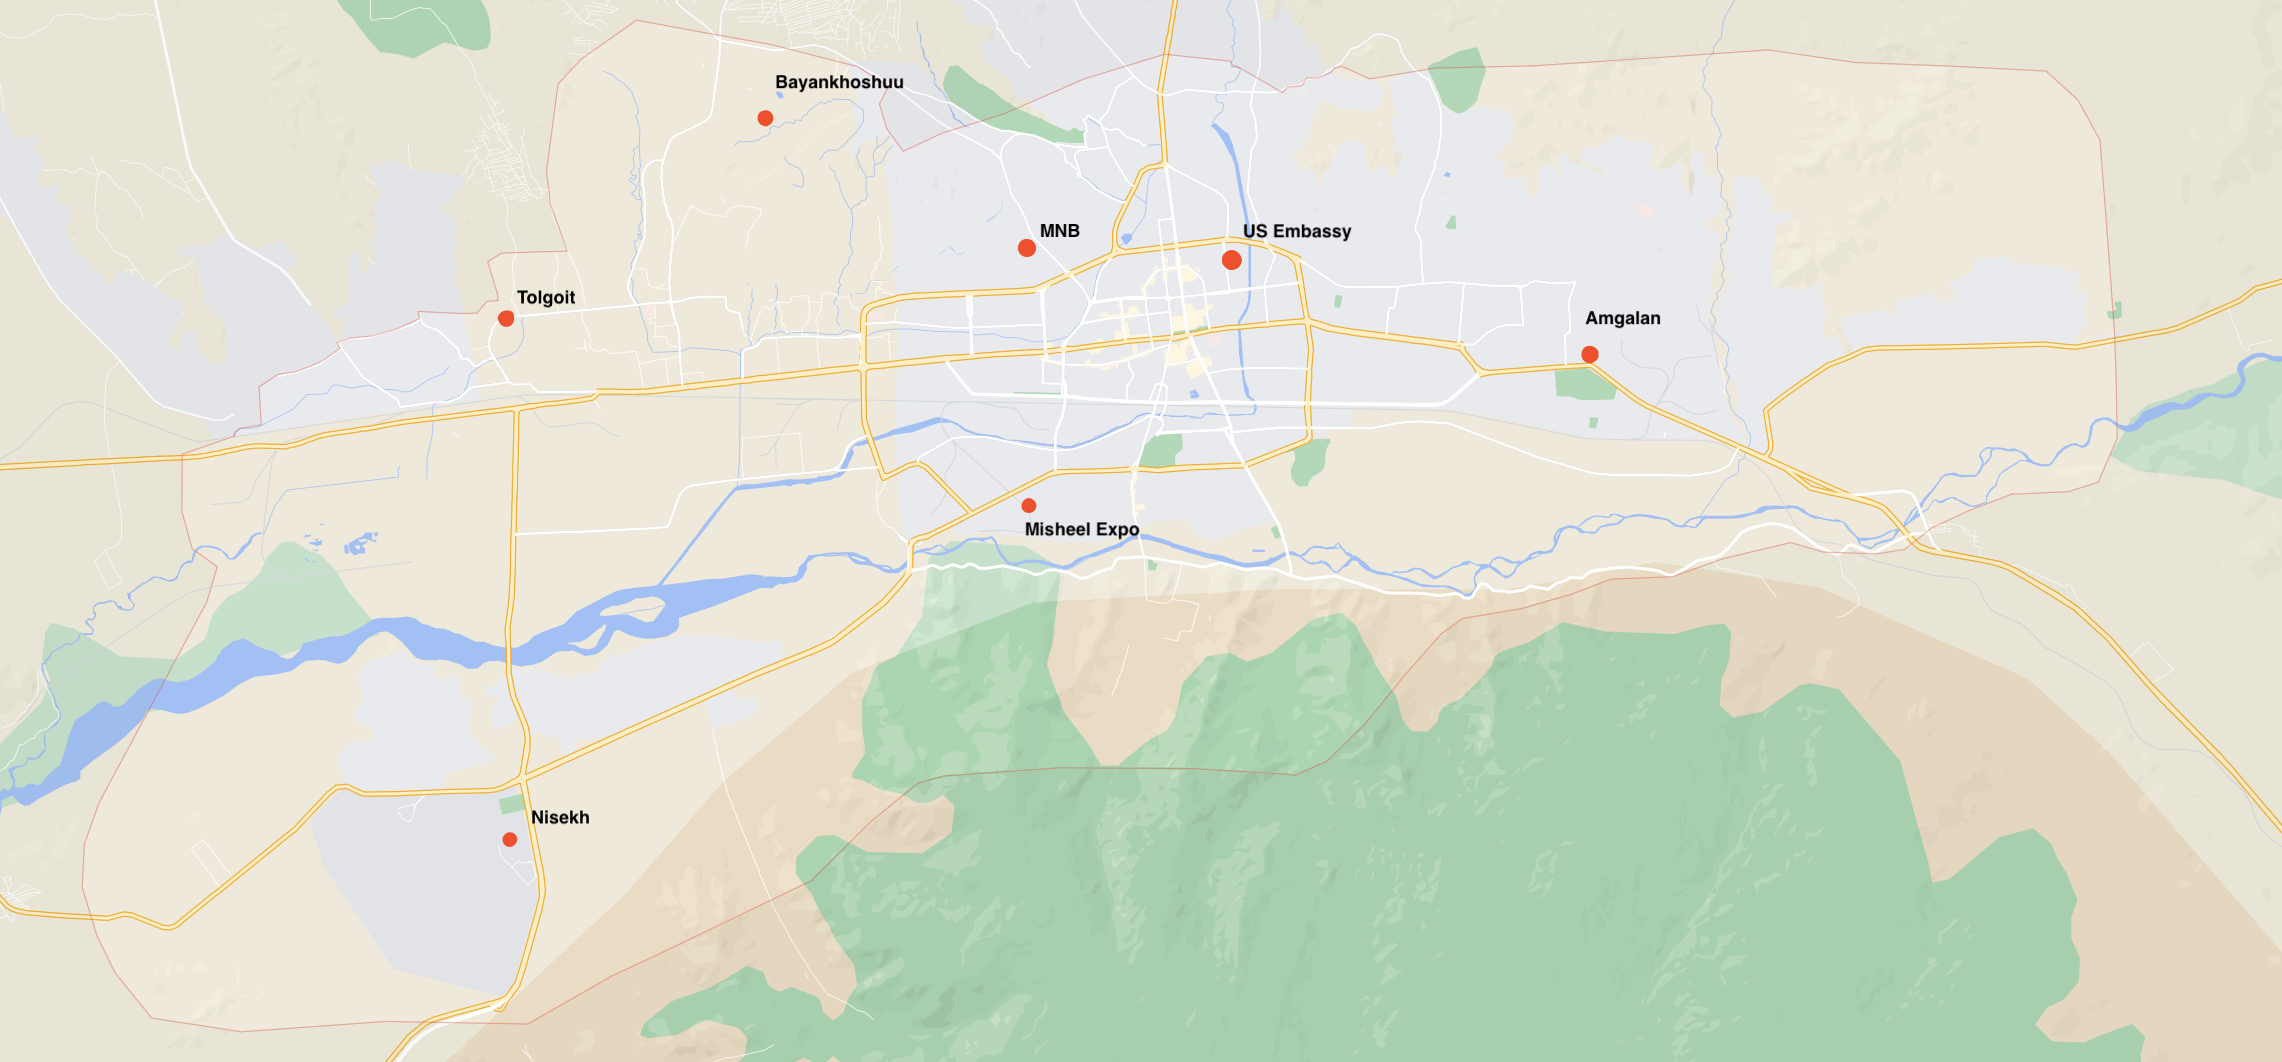 Bayankhoshuu
MNB
US Embassy
Tolgoit
Amgalan
Misheel Expo
Nisekh